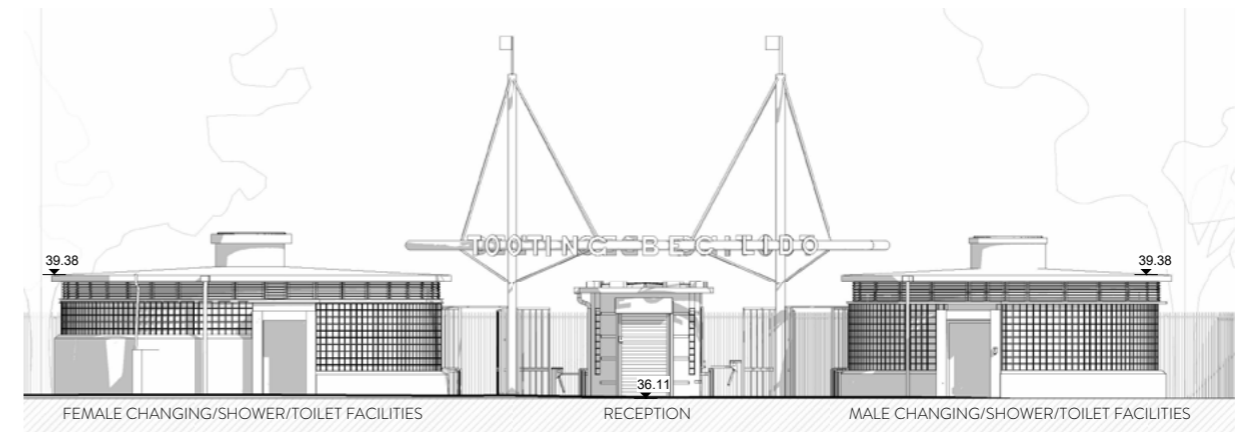 TOOTING BEC LIDO
39.38
39.38
36.11
FEMALE CHANGING/SHOWER/TOILET FACILITIES
RECEPTION
MALE CHANGING/SHOWER/TOILET FACILITIES